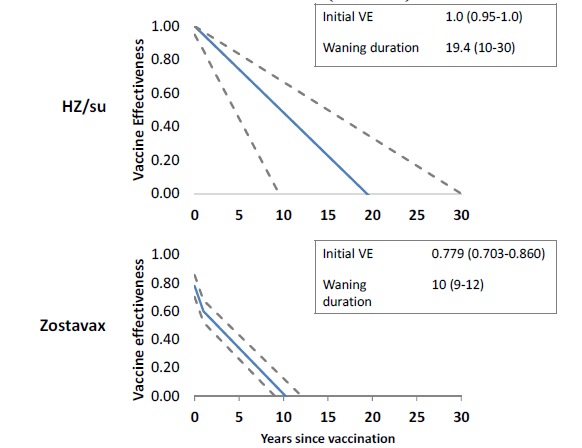 Initial VE 1.0 (0.95-1.0)
Waning duration 19.4 (10-30)
HZ/su
Vaccine Effectiveness
1.00
0.80
0.60
0.40
0.20
0.00
0 5 10 15 20 25 30
Initial VE 0.779 (0.703-0.860)
Waning 10 (9-12)
duration
Zostavax
Vaccine effectiveness
1.00
0.80
0.60
0.40
0.20
0.00
0 5 10 15 20 25 30
Years since vaccination